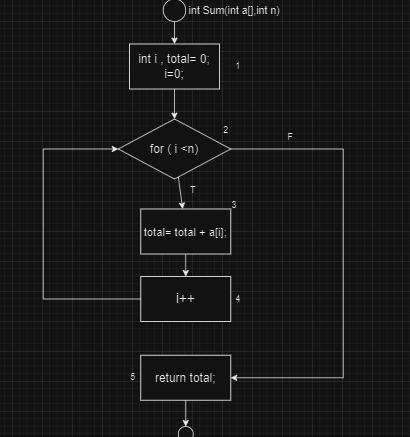 int Sum(int a[],int n)
int i , total= 0;
i=0;
1
2
for ( i <n)
F
T
3
total= total + a[i];
i++
4
5
return total;